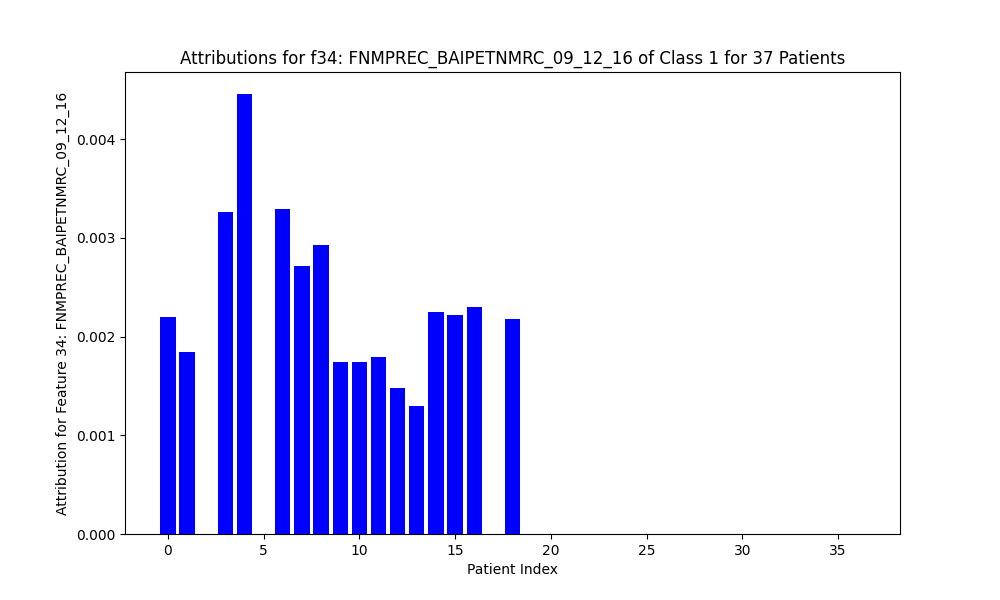 Attributions for f34: FNMPREC_BAIPETNMRC_09_12_16 of Class 1 for 37 Patients
Attribution for Feature 34: FNMPREC_BAIPETNMRC_09_12_16
0.004
0.003
0.002
0.001
0.000
0 5 10 15 20 25 30 35
Patient Index